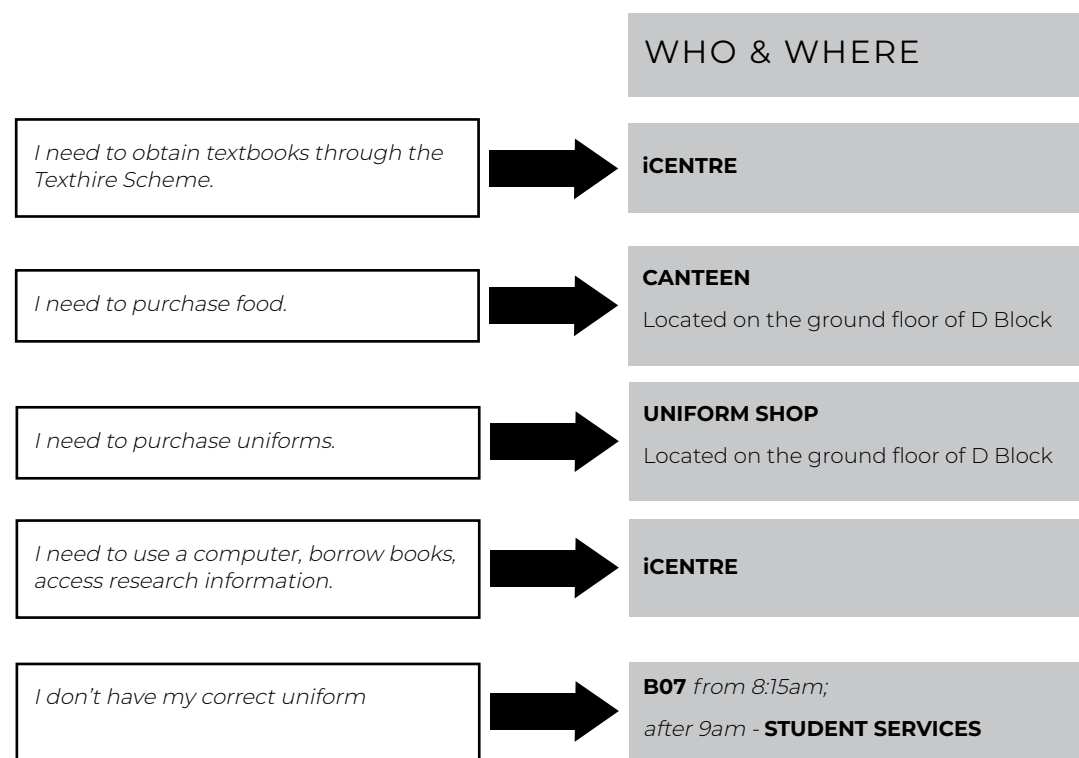 WHO & WHERE
I need to obtain textbooks through the
Texthire Scheme.
iCENTRE
I need to purchase food.
CANTEEN
Located on the ground floor of D Block
I need to purchase uniforms.
UNIFORM SHOP
Located on the ground floor of D Block
I need to use a computer, borrow books,
access research information.
iCENTRE
I don’t have my correct uniform
B07 from 8:15am;
after 9am - STUDENT SERVICES